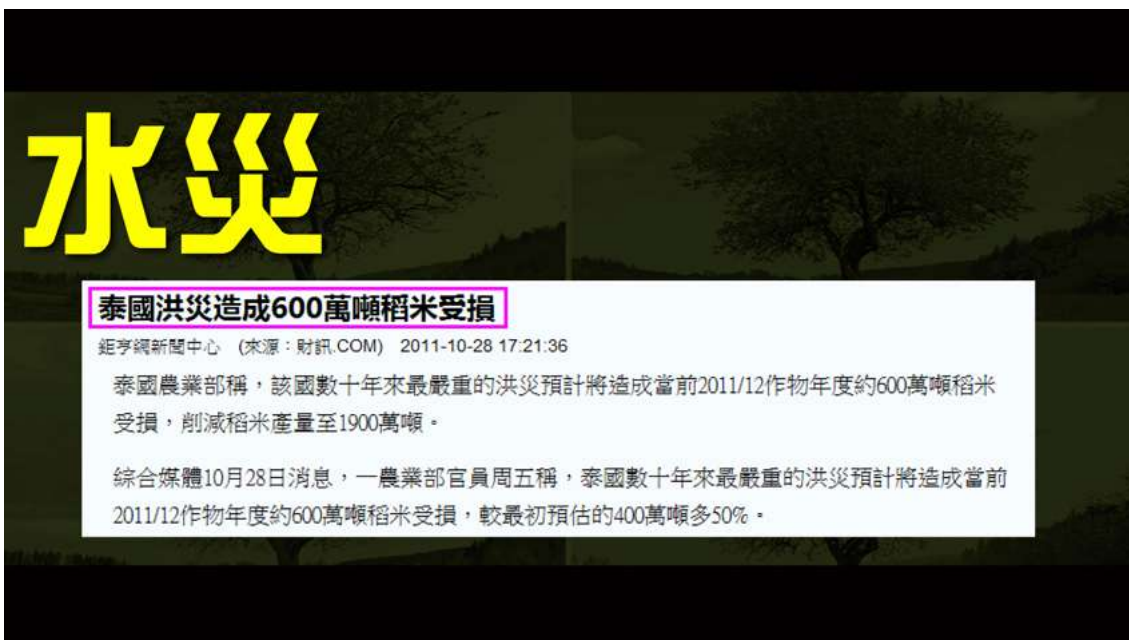 水災
泰國洪災造成600萬噸稻米受損
鉅亨網新聞中心 (來源：財訊.COM) 2011-10-28 17:21:36
泰國農業部稱，該國數十年來最嚴重的洪災預計將造成當前2011/12作物年度約600萬噸稻米
受損，削減稻米產量至1900萬噸。
綜合媒體10月28日消息，一農業部官員周五稱，泰國數十年來最嚴重的洪災預計將造成當前
2011/12作物年度約600萬噸稻米受損，較最初預估的400萬噸多50%。